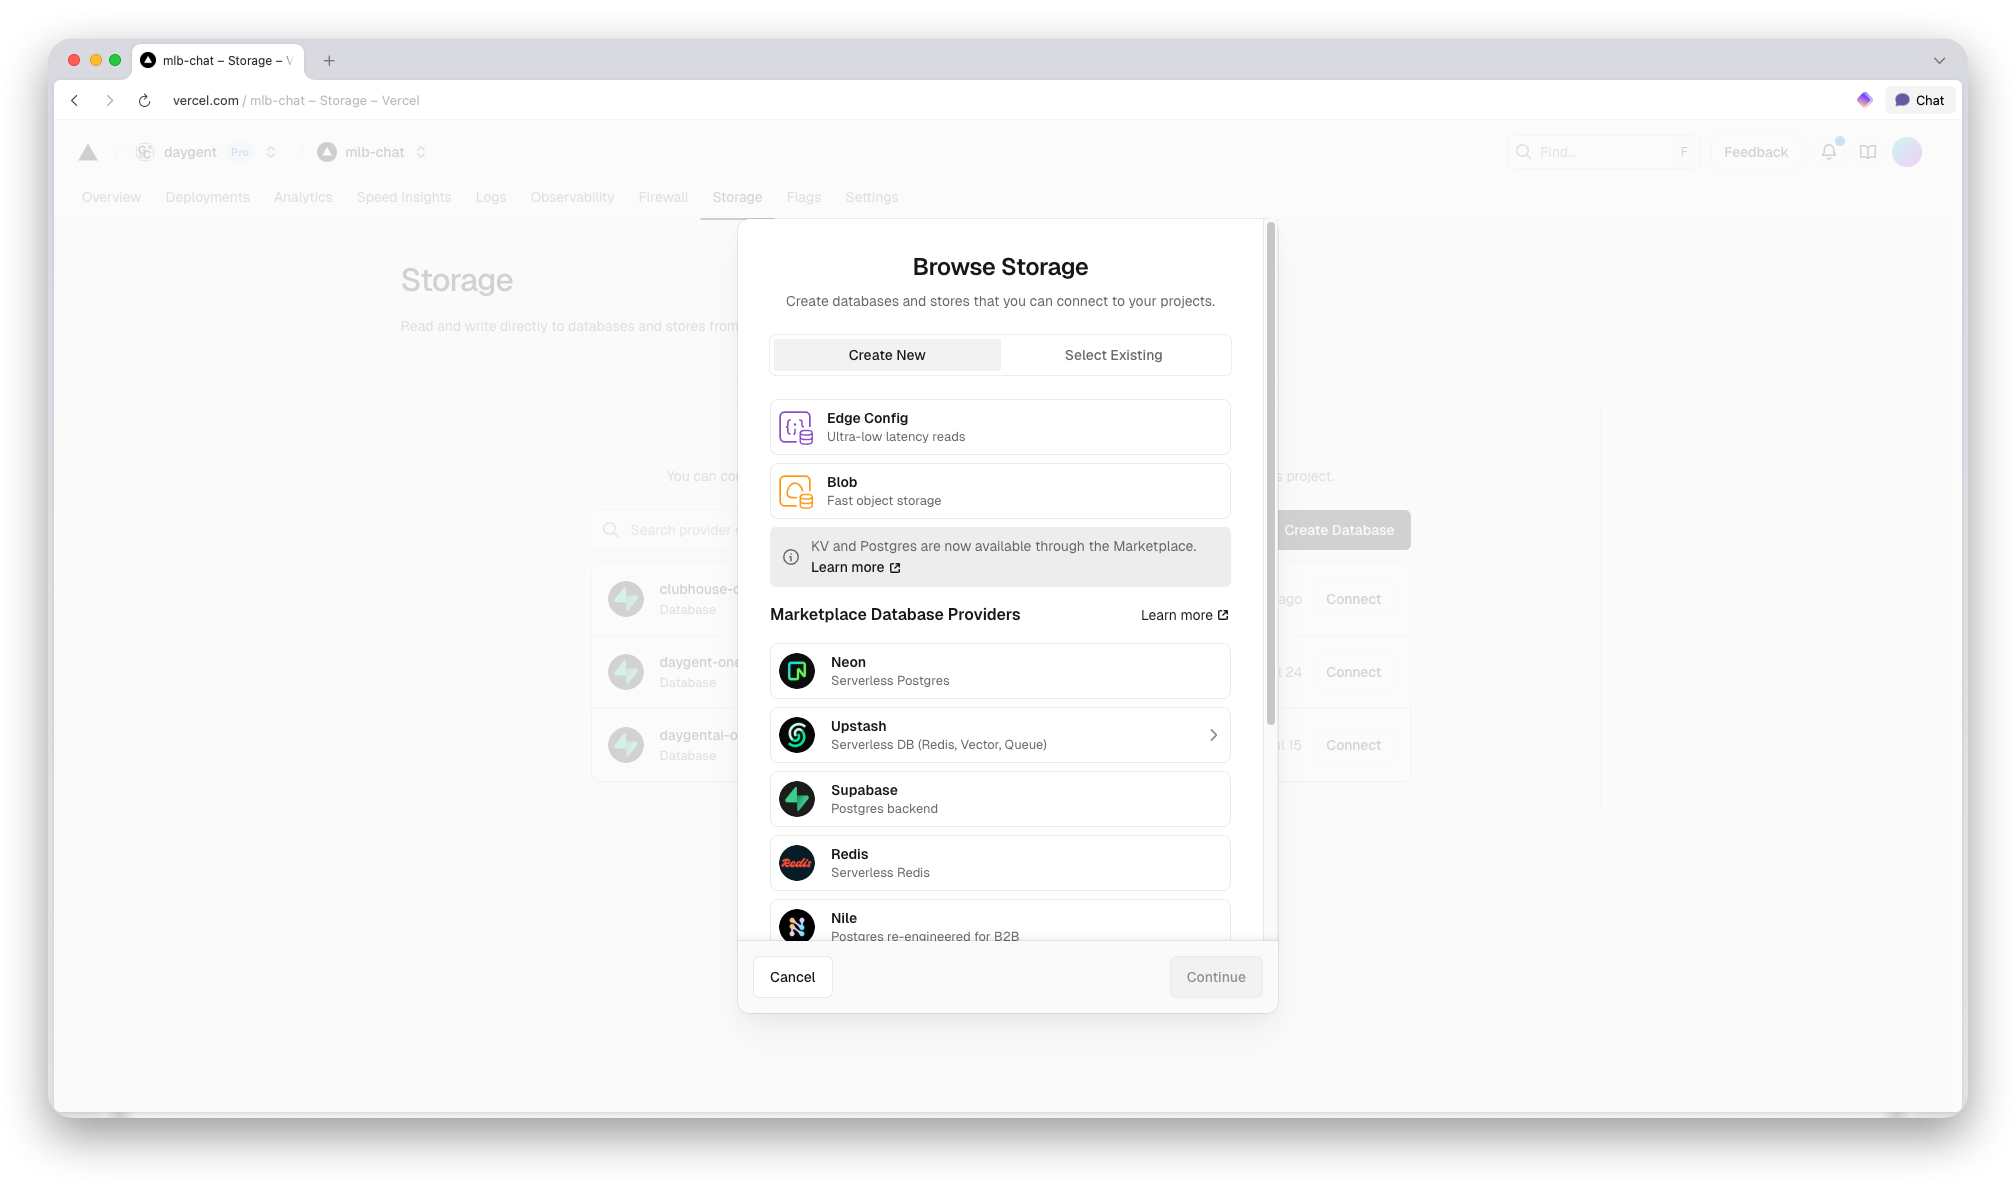 mlb-chat – Storage –
vercel.com / mlb-chat – Storage – Vercel
Chat
daygent Pro mlb-chat
Find... F Feedback
Overview Deployments Analytics Speed Insights Logs Observability Firewall Storage Flags Settings
Storage
Read and write directly to databases and stores from
You can
s project.
Search provider
Create Database
clubhouse-
Database
ago Connect
daygent-one
Database
24 Connect
daygentai-o
Database
15 Connect
Browse Storage
Create databases and stores that you can connect to your projects.
Create New Select Existing
Edge Config
Ultra-low latency reads
Blob
Fast object storage
KV and Postgres are now available through the Marketplace.
Learn more
Marketplace Database Providers Learn more
Neon
Serverless Postgres
Upstash
Serverless DB (Redis, Vector, Queue)
Supabase
Postgres backend
Redis
Redis
Serverless Redis
Nile
Postgres re-engineered for B2B
Cancel Continue